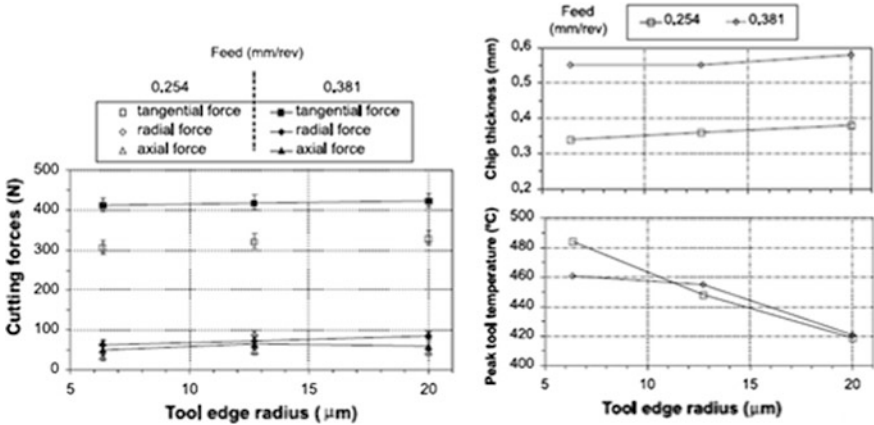 Feed (mm/rev)
0.254 0.381
tangential force tangential force
radial force radial force
axial force axial force
500
400
300
200
100
0
Cutting forces (N)
5 10 15 20
Tool edge radius (μm)
Feed
(mm/rev)
0.254 0.381
0.6
0.5
0.4
0.3
0.2
Chip thickness (mm)
500
480
460
440
420
400
Peak tool temperature (ºC)
5 10 15 20
Tool edge radius (μm)